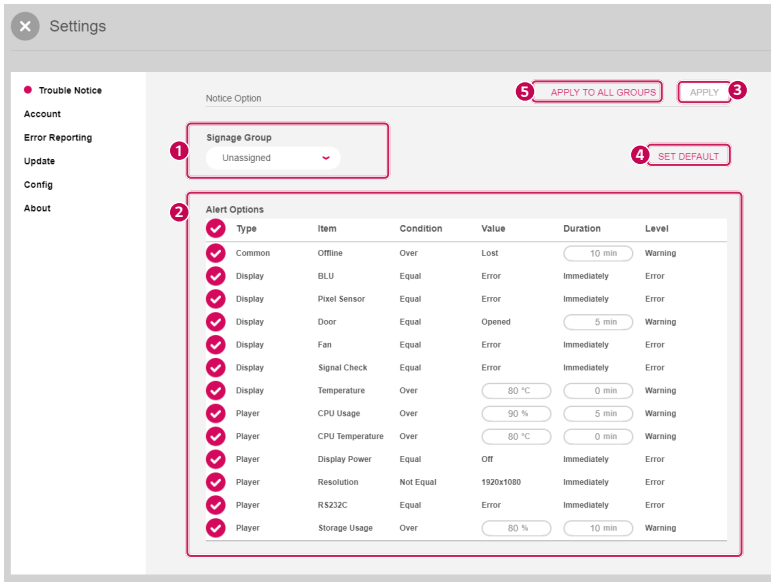 Settings
Trouble Notice
Account
Error Reporting
Update
Config
About
Notice Option
5 APPLY TO ALL GROUPS APPLY 3
1 Signage Group
Unassigned
4 SET DEFAULT
2 Alert Options
Type Item Condition Value Duration Level
Common Offline Over Lost 10 min Warning
Display BLU Equal Error Immediately Error
Display Pixel Sensor Equal Error Immediately Error
Display Door Equal Opened 5 min Warning
Display Fan Equal Error Immediately Error
Display Signal Check Equal Error Immediately Error
Display Temperature Over 80 °C 0 min Warning
Player CPU Usage Over 90 % 5 min Warning
Player CPU Temperature Over 80 °C 0 min Warning
Player Display Power Equal Off Immediately Error
Player Resolution Not Equal 1920x1080 Immediately Error
Player RS232C Equal Error Immediately Error
Player Storage Usage Over 80 % 10 min Warning